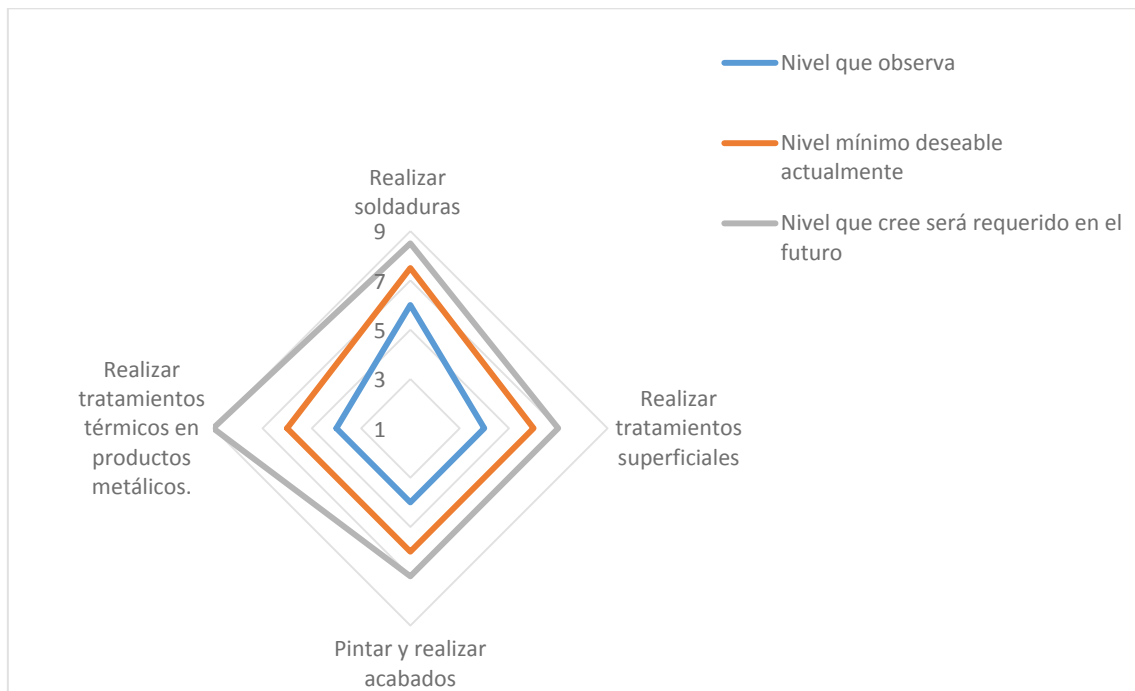 Nivel que observa
Nivel mínimo deseable
actualmente
Nivel que cree será requerido en el
futuro
Realizar
soldaduras
9
7
5
3
1
Realizar
tratamientos
térmicos en
productos
metálicos.
Realizar
tratamientos
superficiales
Pintar y realizar
acabados